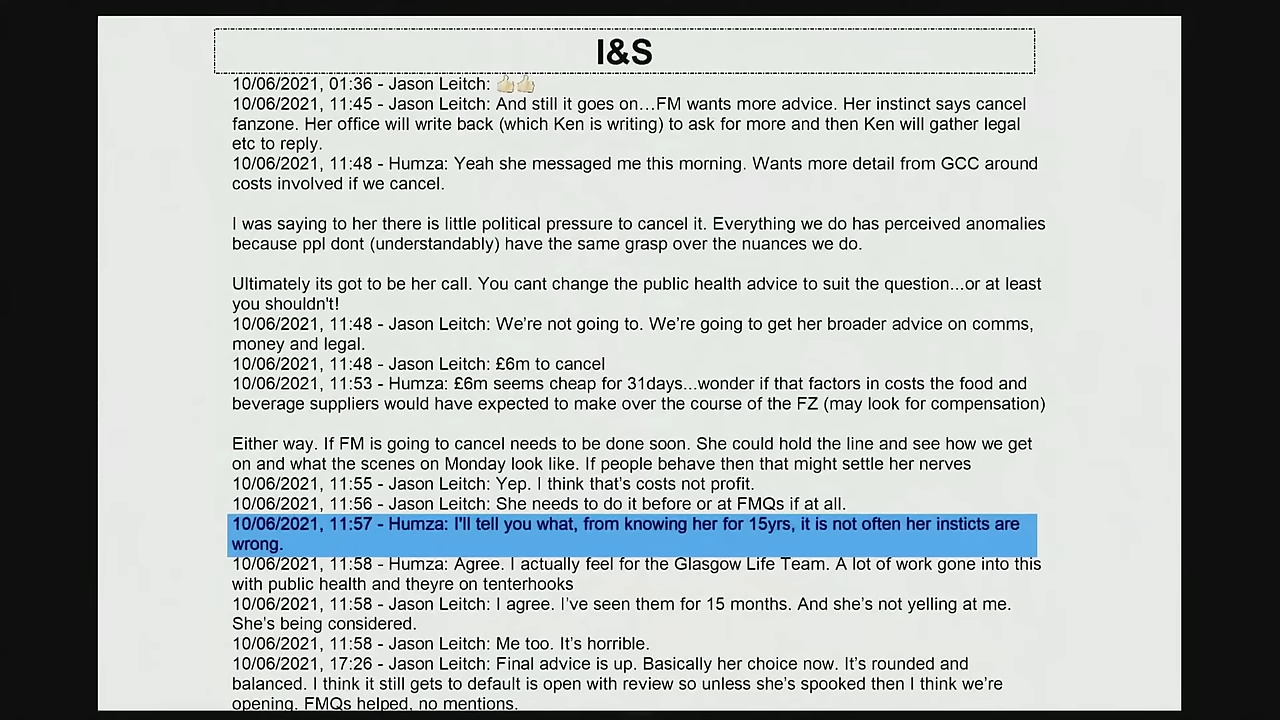 I&S
10/06/2021, 01:36 - Jason Leitch: 👍🏻👍🏻
10/06/2021, 11:45 - Jason Leitch: And still it goes on…FM wants more advice. Her instinct says cancel
fanzone. Her office will write back (which Ken is writing) to ask for more and then Ken will gather legal
etc to reply.
10/06/2021, 11:48 - Humza: Yeah she messaged me this morning. Wants more detail from GCC around
costs involved if we cancel.
I was saying to her there is little political pressure to cancel it. Everything we do has perceived anomalies
because ppl dont (understandably) have the same grasp over the nuances we do.
Ultimately its got to be her call. You cant change the public health advice to suit the question...or at least
you shouldn't!
10/06/2021, 11:48 - Jason Leitch: We’re not going to. We’re going to get her broader advice on comms,
money and legal.
10/06/2021, 11:48 - Jason Leitch: £6m to cancel
10/06/2021, 11:53 - Humza: £6m seems cheap for 31days...wonder if that factors in costs the food and
beverage suppliers would have expected to make over the course of the FZ (may look for compensation)
Either way. If FM is going to cancel needs to be done soon. She could hold the line and see how we get
on and what the scenes on Monday look like. If people behave then that might settle her nerves
10/06/2021, 11:55 - Jason Leitch: Yep. I think that’s costs not profit.
10/06/2021, 11:56 - Jason Leitch: She needs to do it before or at FMQs if at all.
10/06/2021, 11:57 - Humza: I'll tell you what, from knowing her for 15yrs, it is not often her insticts are
wrong.
10/06/2021, 11:58 - Humza: Agree. I actually feel for the Glasgow Life Team. A lot of work gone into this
with public health and theyre on tenterhooks
10/06/2021, 11:58 - Jason Leitch: I agree. I’ve seen them for 15 months. And she’s not yelling at me.
She’s being considered.
10/06/2021, 11:58 - Jason Leitch: Me too. It’s horrible.
10/06/2021, 17:26 - Jason Leitch: Final advice is up. Basically her choice now. It’s rounded and
balanced. I think it still gets to default is open with review so unless she’s spooked then I think we’re
opening. FMQs helped, no mentions.